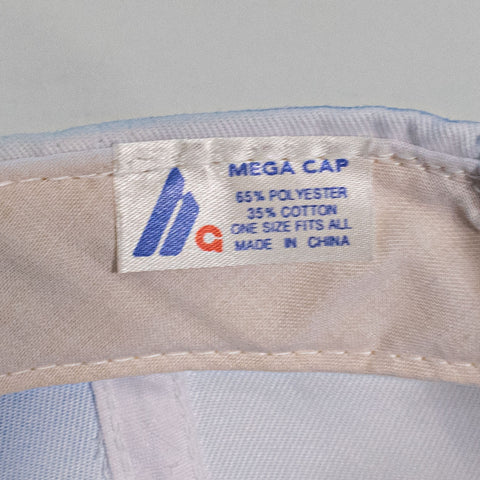 MEGA CAP
65% POLYESTER
35% COTTON
ONE SIZE FITS ALL
MADE IN CHINA